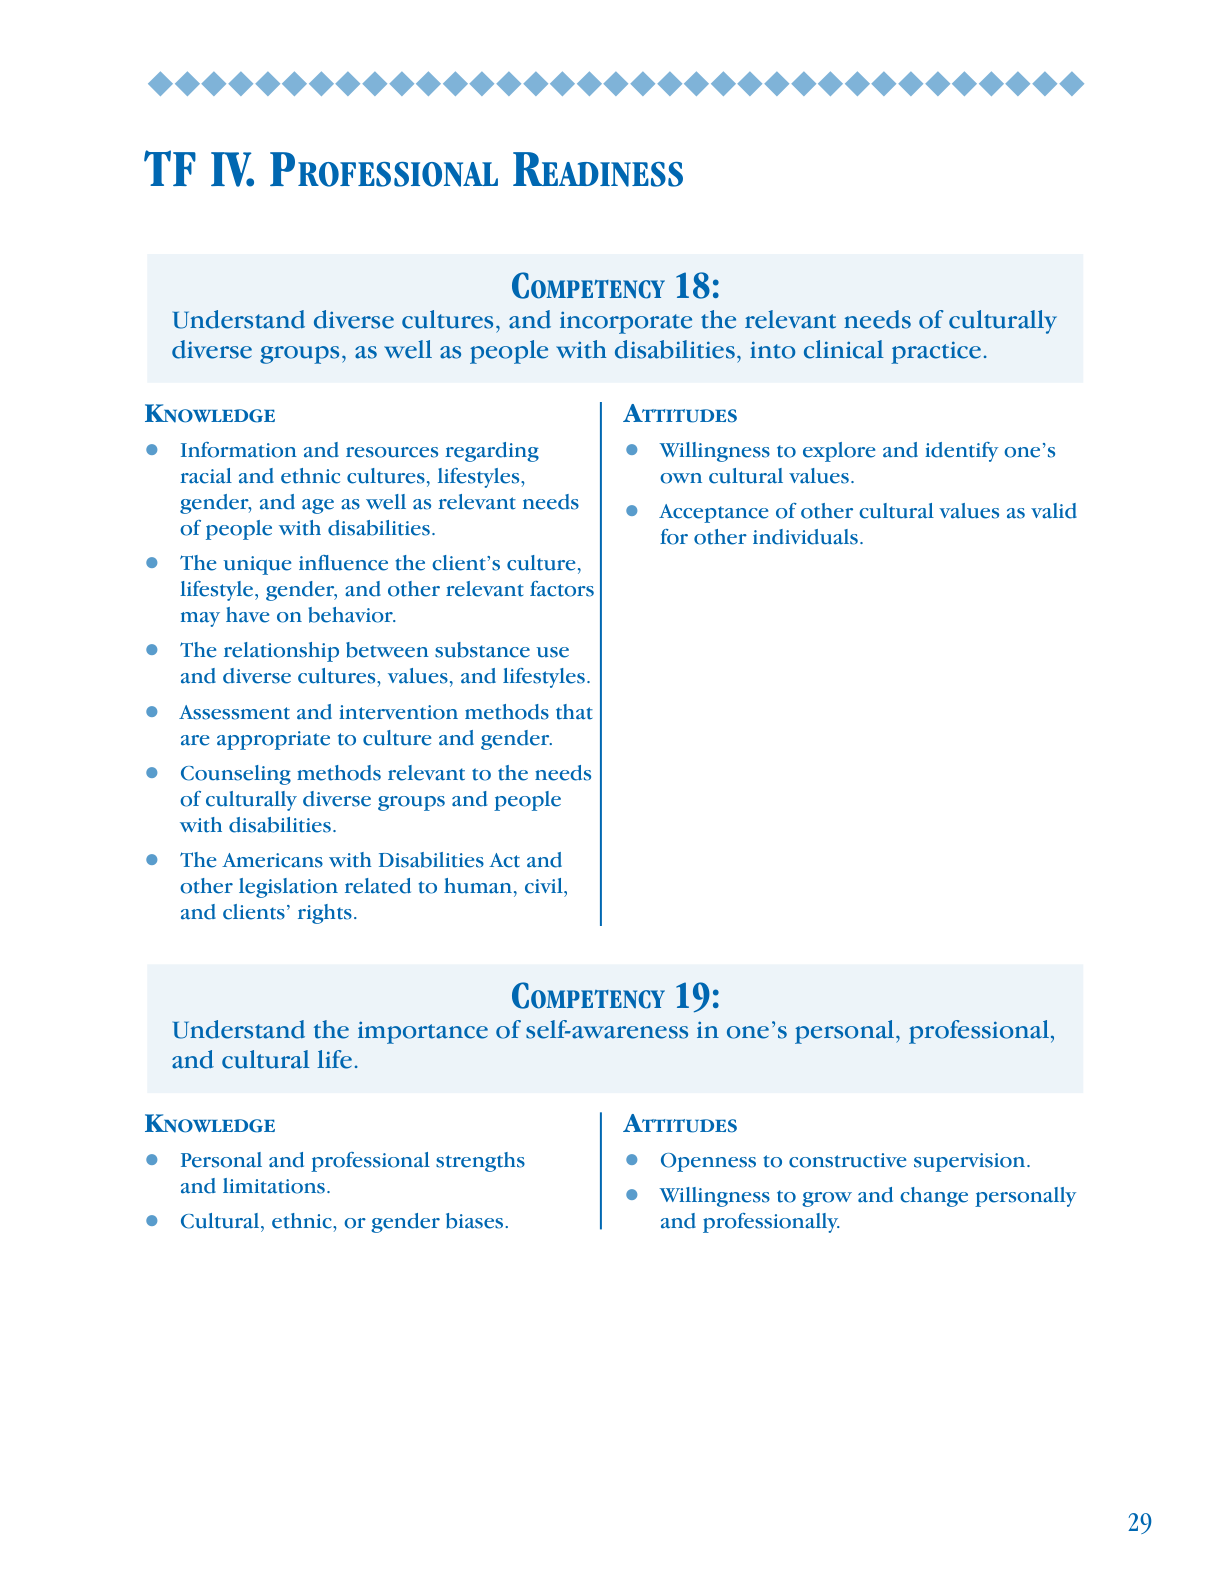 TF IV. Professional Readiness
Competency 18:
Understand diverse cultures, and incorporate the relevant needs of culturally
diverse groups, as well as people with disabilities, into clinical practice.
Knowledge
● Information and resources regarding
racial and ethnic cultures, lifestyles,
gender, and age as well as relevant needs
of people with disabilities.
● The unique influence the client’s culture,
lifestyle, gender, and other relevant factors
may have on behavior.
● The relationship between substance use
and diverse cultures, values, and lifestyles.
● Assessment and intervention methods that
are appropriate to culture and gender.
● Counseling methods relevant to the needs
of culturally diverse groups and people
with disabilities.
● The Americans with Disabilities Act and
other legislation related to human, civil,
and clients’ rights.
Attitudes
● Willingness to explore and identify one’s
own cultural values.
● Acceptance of other cultural values as valid
for other individuals.
Competency 19:
Understand the importance of self-awareness in one’s personal, professional,
and cultural life.
Knowledge
● Personal and professional strengths
and limitations.
● Cultural, ethnic, or gender biases.
Attitudes
● Openness to constructive supervision.
● Willingness to grow and change personally
and professionally.
29